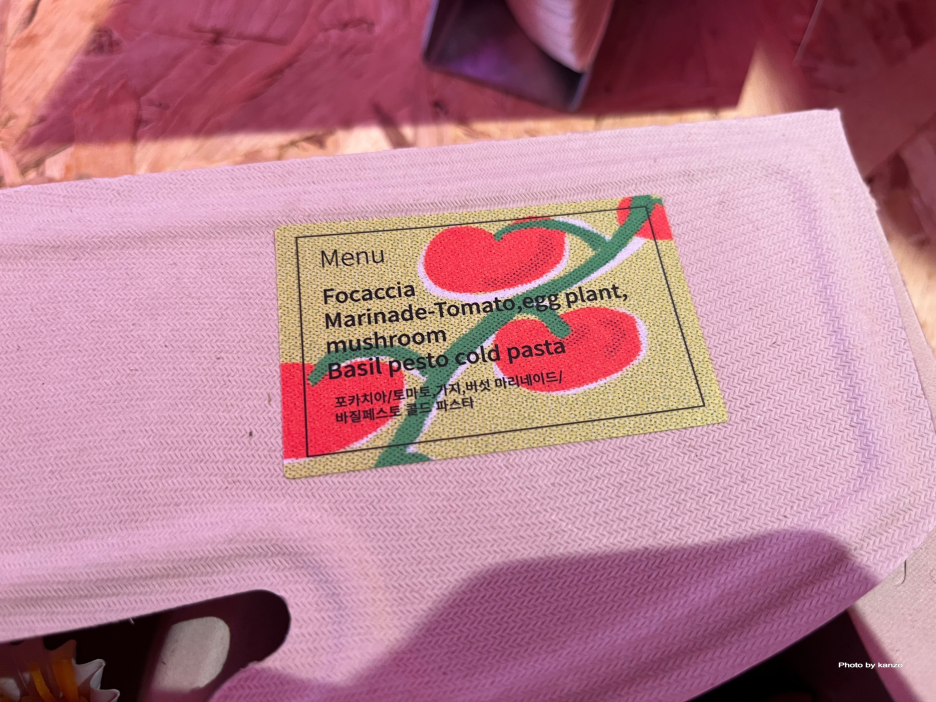 Menu
Focaccia
Marinade-Tomato,egg plant,
mushroom
Basil pesto cold pasta
포카치아/토마토,가지,버섯 마리네이드/
바질페스토 콜드 파스타
Photo by kanzo